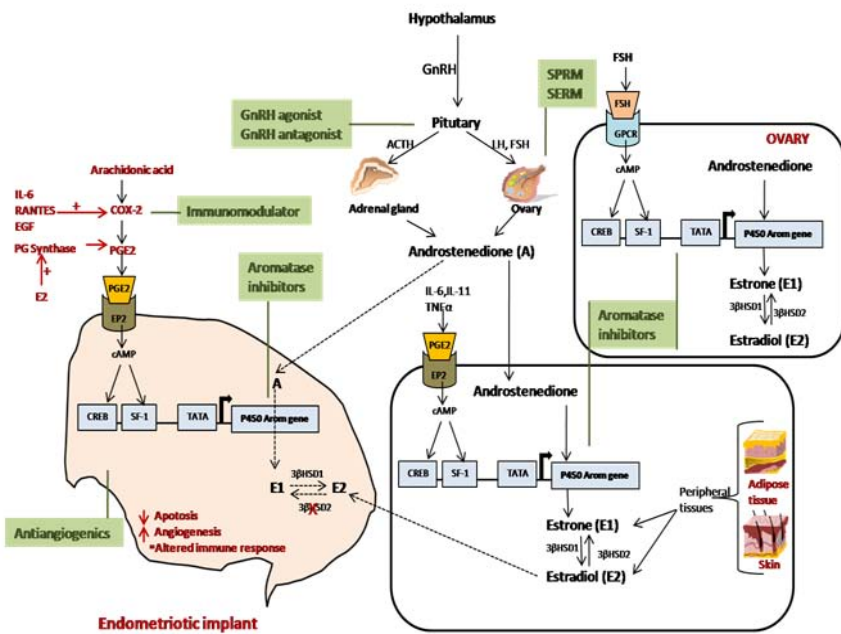 Hypothalamus
GnRH
GnRH agonist
GnRH antagonist
Pitutary
SPRM
SERM
ACTH
LH, FSH
Adrenal gland
Ovary
Androstenedione (A)
FSH
FSH
GPCR
OVARY
cAMP
Androstenedione
CREB
SF-1
TATA
P450 Arom gene
Estrone (E1)
3βHSD1
3βHSD2
Estradiol (E2)
Arachidonic acid
IL-6
RANTES
EGF
+
COX-2
Immunomodulator
PG Synthase
PGE2
+
E2
PGE2
EP2
cAMP
Aromatase
inhibitors
A
CREB
SF-1
TATA
P450 Arom gene
E1
3βHSD1
E2
Antiangiogenics
Apotosis
Angiogenesis
*Altered immune response
Endometriotic implant
IL-6,IL-11
TNFα
PGE2
EP2
cAMP
Androstenedione
Aromatase
inhibitors
CREB
SF-1
TATA
P450 Arom gene
Estrone (E1)
3βHSD1
3βHSD2
Estradiol (E2)
Peripheral
tissues
Adipose
tissue
Skin